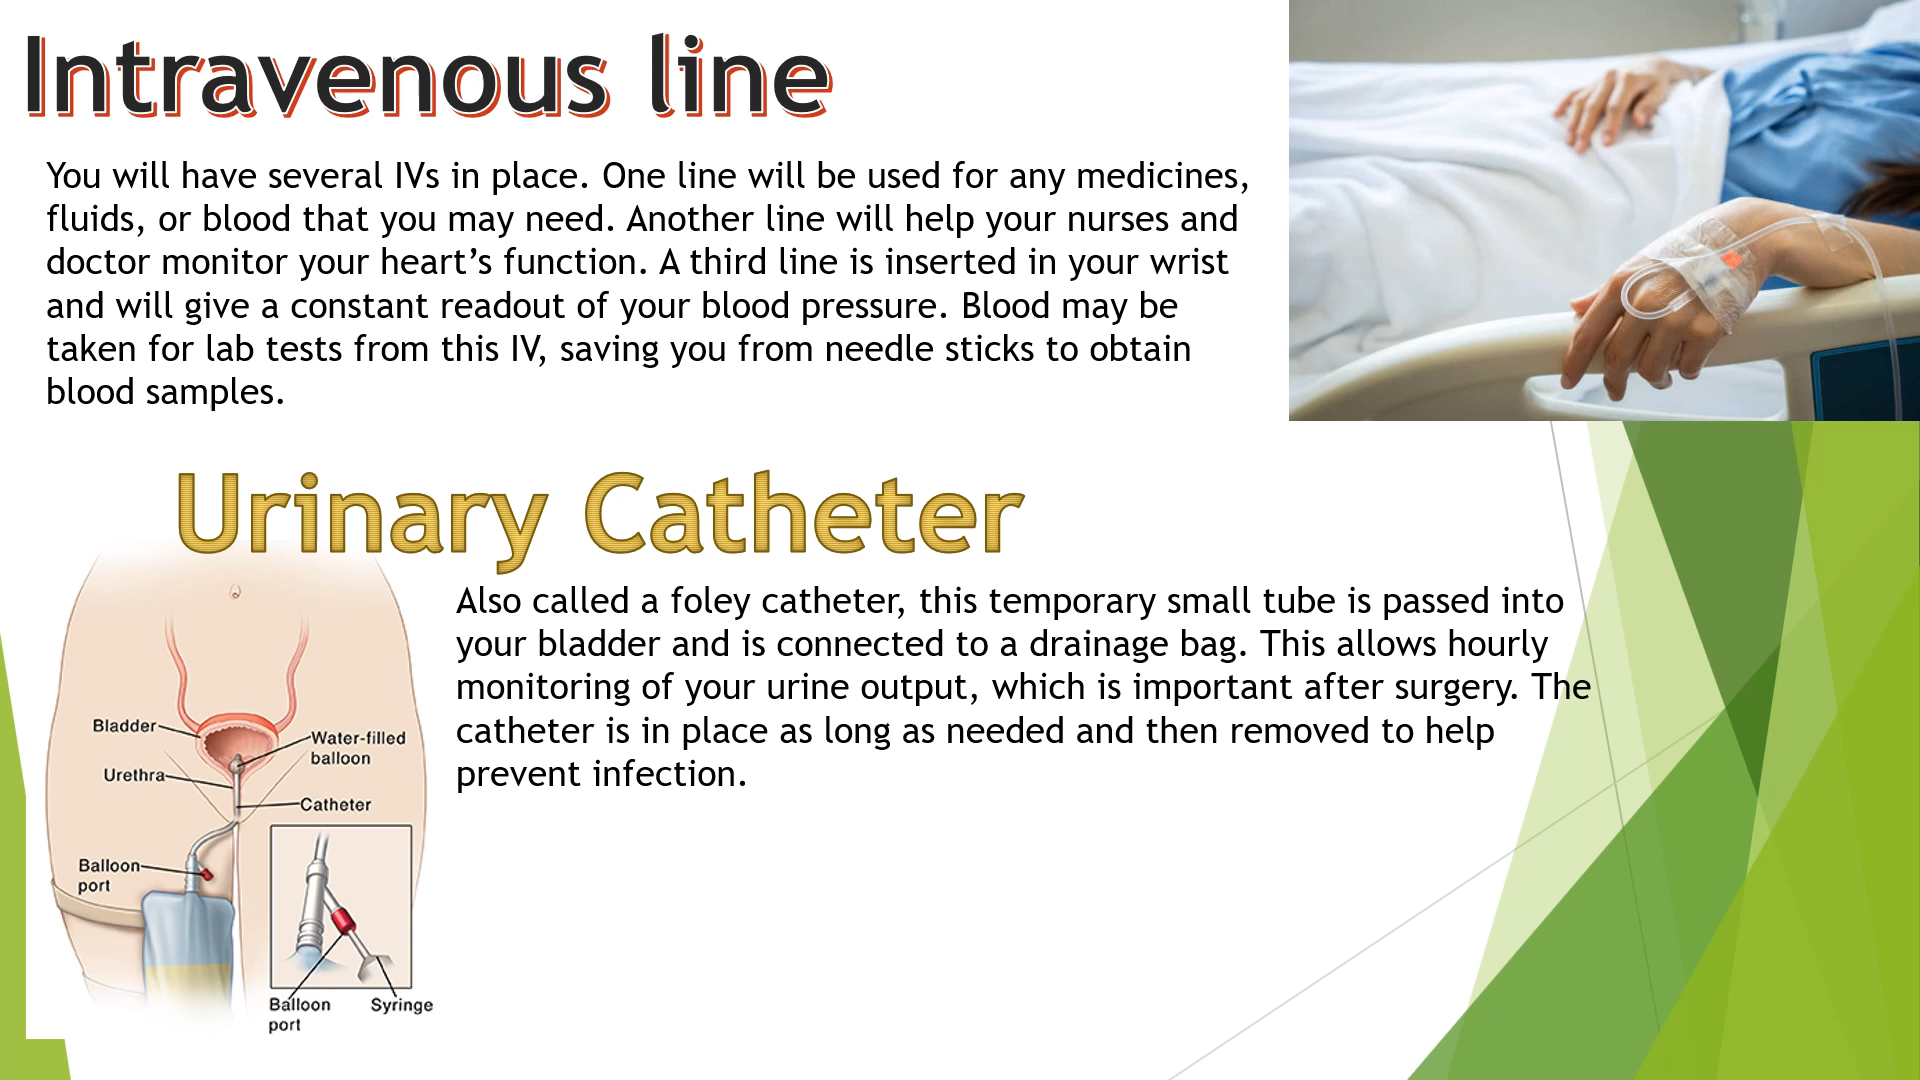 Intravenous line
You will have several IVs in place. One line will be used for any medicines,
fluids, or blood that you may need. Another line will help your nurses and
doctor monitor your heart’s function. A third line is inserted in your wrist
and will give a constant readout of your blood pressure. Blood may be
taken for lab tests from this IV, saving you from needle sticks to obtain
blood samples.
Urinary Catheter
Also called a foley catheter, this temporary small tube is passed into
your bladder and is connected to a drainage bag. This allows hourly
monitoring of your urine output, which is important after surgery. The
catheter is in place as long as needed and then removed to help
prevent infection.
Bladder
Water-filled
balloon
Urethra
Catheter
Balloon
port
Balloon
port
Syringe